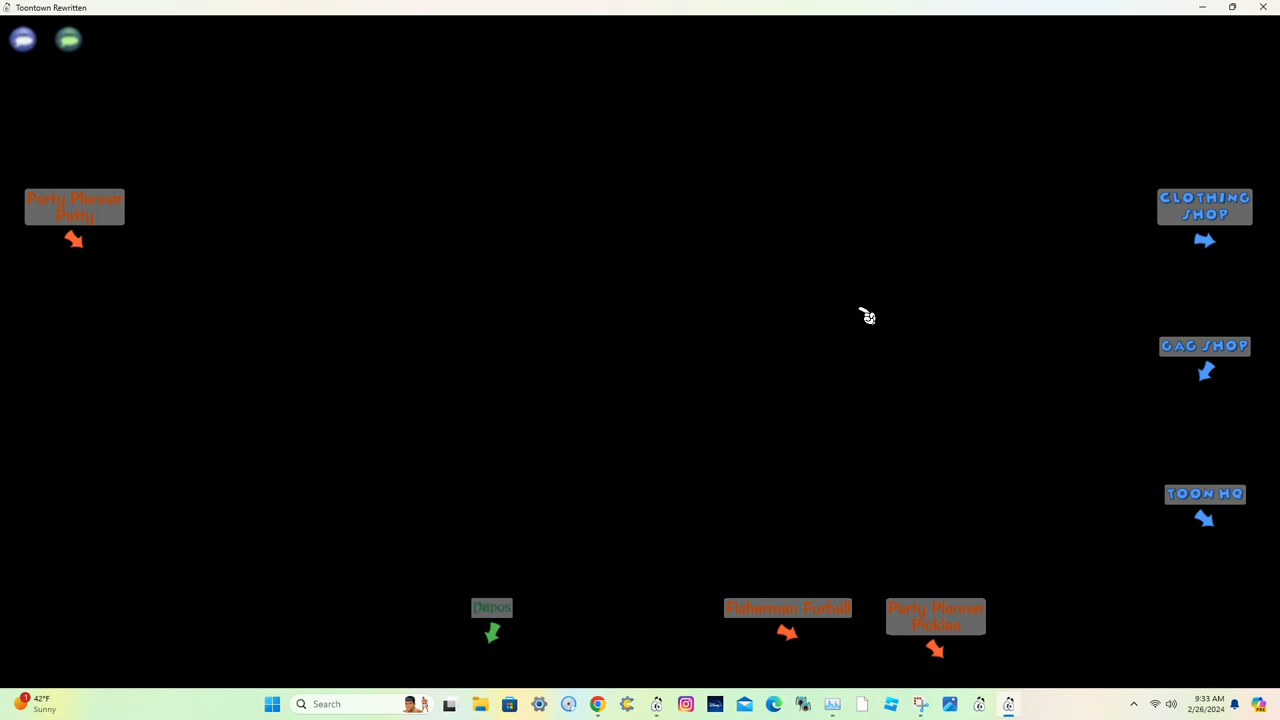 Toontown Rewritten
Party Planner
Patty
CLOTHING
SHOP
GAG SHOP
TOON HQ
Fisherman Furball
Party Planner
Pickles
1
42°F
Sunny
Search
9:33 AM
2/26/2024